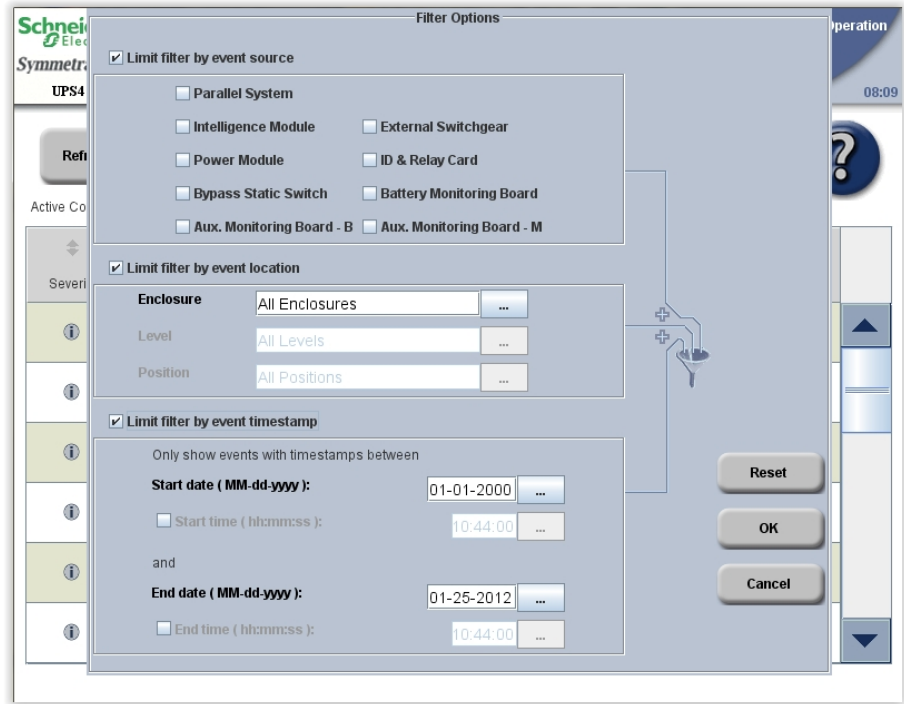 Filter Options
Schnei
Elec
Symmetra
UPS4
peration
08:09
Limit filter by event source
Parallel System
Intelligence Module External Switchgear
Power Module ID & Relay Card
Bypass Static Switch Battery Monitoring Board
Aux. Monitoring Board - B Aux. Monitoring Board - M
Refr
?
Active Co
Severi
Limit filter by event location
Enclosure All Enclosures ...
Level All Levels ...
Position All Positions ...
Limit filter by event timestamp
Only show events with timestamps between
Start date ( MM-dd-yyyy ): 01-01-2000 ...
Start time ( hh:mm:ss ): 10:44:00 ...
and
End date ( MM-dd-yyyy ): 01-25-2012 ...
End time ( hh:mm:ss ): 10:44:00 ...
Reset
OK
Cancel